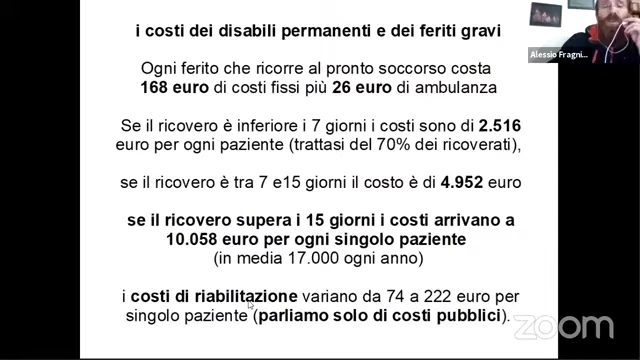 i costi dei disabili permanenti e dei feriti gravi
Alessio Fragni...
Ogni ferito che ricorre al pronto soccorso costa
168 euro di costi fissi più 26 euro di ambulanza
Se il ricovero è inferiore i 7 giorni i costi sono di 2.516
euro per ogni paziente (trattasi del 70% dei ricoverati),
se il ricovero è tra 7 e15 giorni il costo è di 4.952 euro
se il ricovero supera i 15 giorni i costi arrivano a
10.058 euro per ogni singolo paziente
(in media 17.000 ogni anno)
i costi di riabilitazione variano da 74 a 222 euro per
singolo paziente (parliamo solo di costi pubblici).
zoom